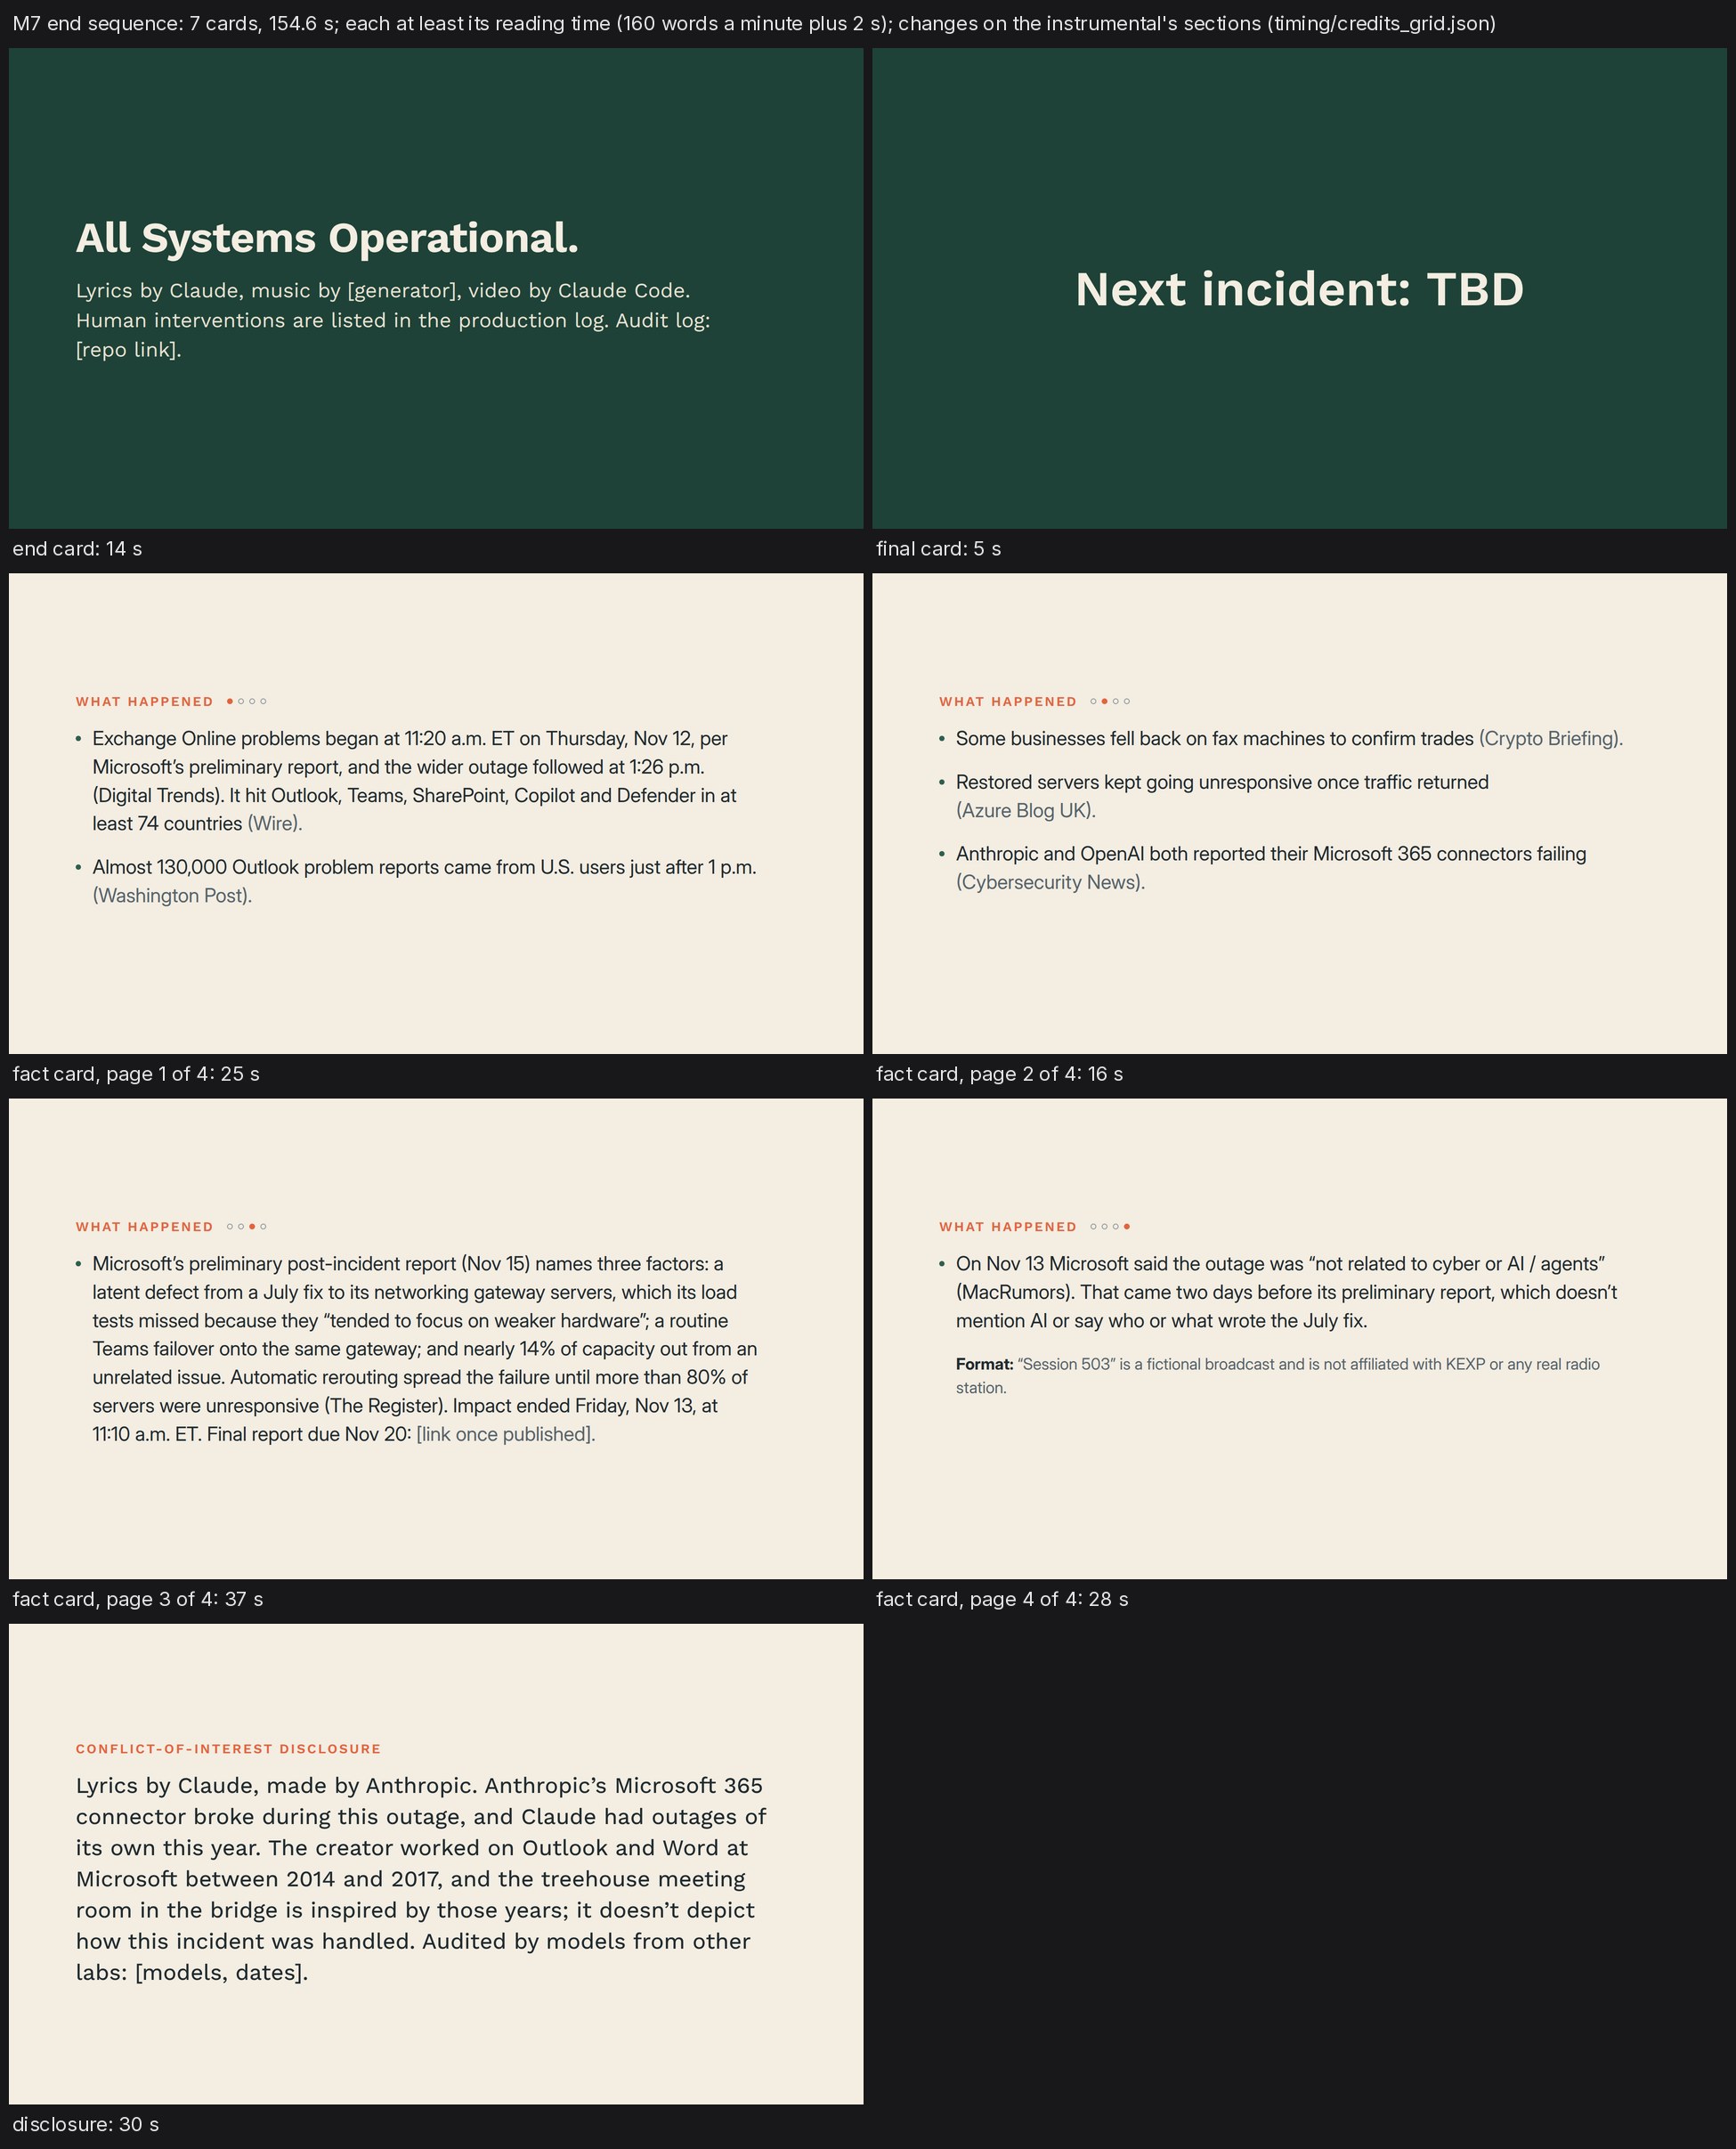 M7 end sequence: 7 cards, 154.6 s; each at least its reading time (160 words a minute plus 2 s); changes on the instrumental's sections (timing/credits_grid.json)
All Systems Operational.
Lyrics by Claude, music by [generator], video by Claude Code.
Human interventions are listed in the production log. Audit log:
[repo link].
end card: 14 s
Next incident: TBD
final card: 5 s
WHAT HAPPENED
• Exchange Online problems began at 11:20 a.m. ET on Thursday, Nov 12, per
Microsoft’s preliminary report, and the wider outage followed at 1:26 p.m.
(Digital Trends). It hit Outlook, Teams, SharePoint, Copilot and Defender in at
least 74 countries (Wire).
• Almost 130,000 Outlook problem reports came from U.S. users just after 1 p.m.
(Washington Post).
fact card, page 1 of 4: 25 s
WHAT HAPPENED
• Some businesses fell back on fax machines to confirm trades (Crypto Briefing).
• Restored servers kept going unresponsive once traffic returned
(Azure Blog UK).
• Anthropic and OpenAI both reported their Microsoft 365 connectors failing
(Cybersecurity News).
fact card, page 2 of 4: 16 s
WHAT HAPPENED
• Microsoft’s preliminary post-incident report (Nov 15) names three factors: a
latent defect from a July fix to its networking gateway servers, which its load
tests missed because they “tended to focus on weaker hardware”; a routine
Teams failover onto the same gateway; and nearly 14% of capacity out from an
unrelated issue. Automatic rerouting spread the failure until more than 80% of
servers were unresponsive (The Register). Impact ended Friday, Nov 13, at
11:10 a.m. ET. Final report due Nov 20: [link once published].
fact card, page 3 of 4: 37 s
WHAT HAPPENED
• On Nov 13 Microsoft said the outage was “not related to cyber or AI / agents”
(MacRumors). That came two days before its preliminary report, which doesn’t
mention AI or say who or what wrote the July fix.
Format: “Session 503” is a fictional broadcast and is not affiliated with KEXP or any real radio
station.
fact card, page 4 of 4: 28 s
CONFLICT-OF-INTEREST DISCLOSURE
Lyrics by Claude, made by Anthropic. Anthropic’s Microsoft 365
connector broke during this outage, and Claude had outages of
its own this year. The creator worked on Outlook and Word at
Microsoft between 2014 and 2017, and the treehouse meeting
room in the bridge is inspired by those years; it doesn’t depict
how this incident was handled. Audited by models from other
labs: [models, dates].
disclosure: 30 s